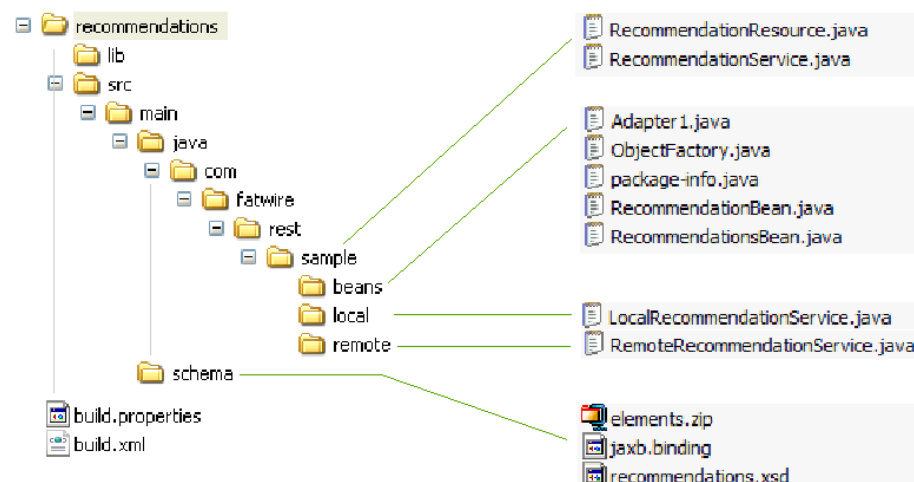 recommendations
lib
src
main
java
com
fatwire
rest
sample
beans
local
remote
schema
build.properties
build.xml
RecommendationResource.java
RecommendationService.java
Adapter1.java
ObjectFactory.java
package-info.java
RecommendationBean.java
RecommendationsBean.java
LocalRecommendationService.java
RemoteRecommendationService.java
elements.zip
jaxb.binding
recommendations.xsd